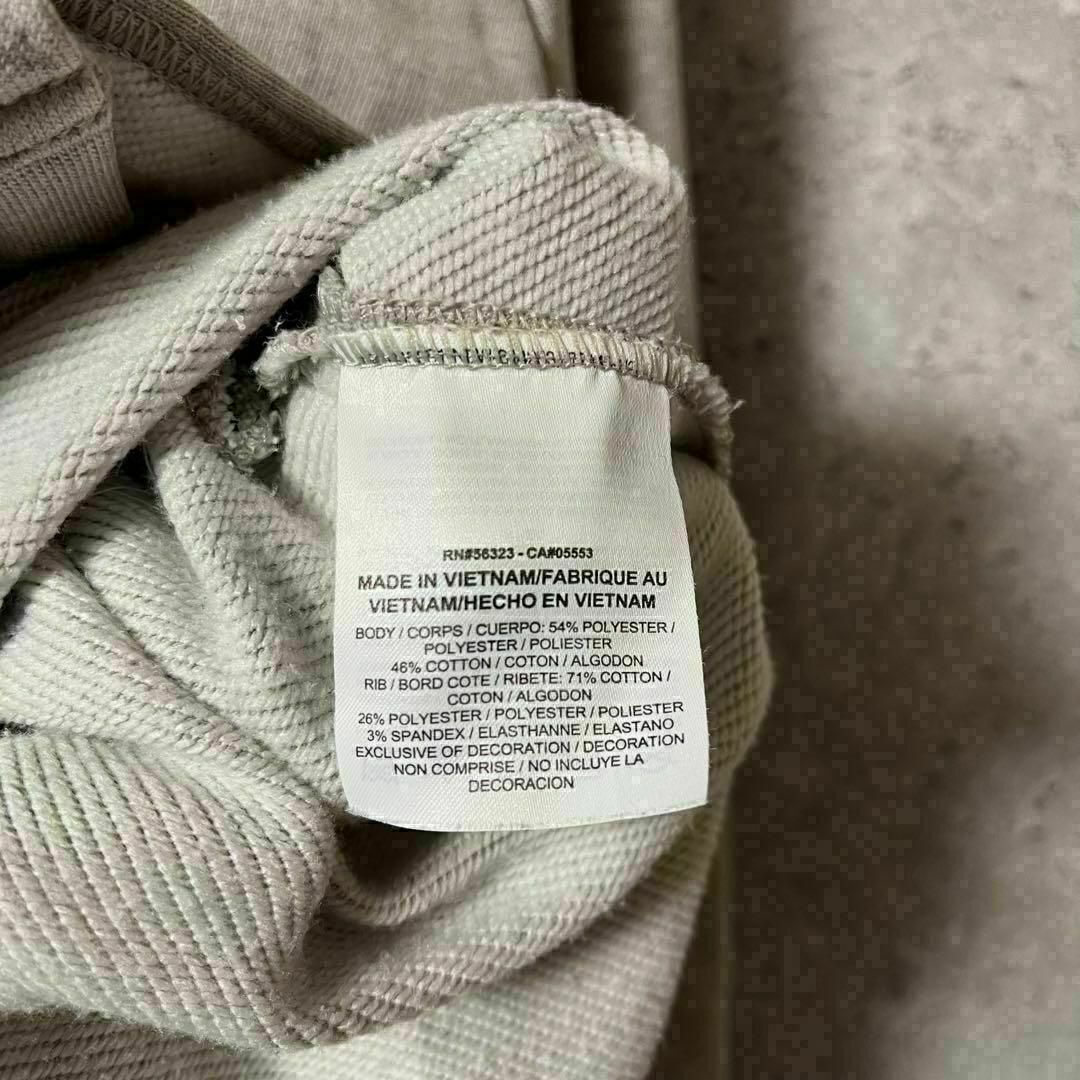 RN#56323 - CA#05553
MADE IN VIETNAM/FABRIQUE AU
VIETNAM/HECHO EN VIETNAM
BODY / CORPS / CUERPO: 54% POLYESTER /
POLYESTER / POLIESTER
46% COTTON / COTON / ALGODON
RIB / BORD COTE / RIBETE: 71% COTTON /
COTON / ALGODON
26% POLYESTER / POLYESTER / POLIESTER
3% SPANDEX / ELASTHANNE / ELASTANO
EXCLUSIVE OF DECORATION / DECORATION
NON COMPRISE / NO INCLUYE LA
DECORACION